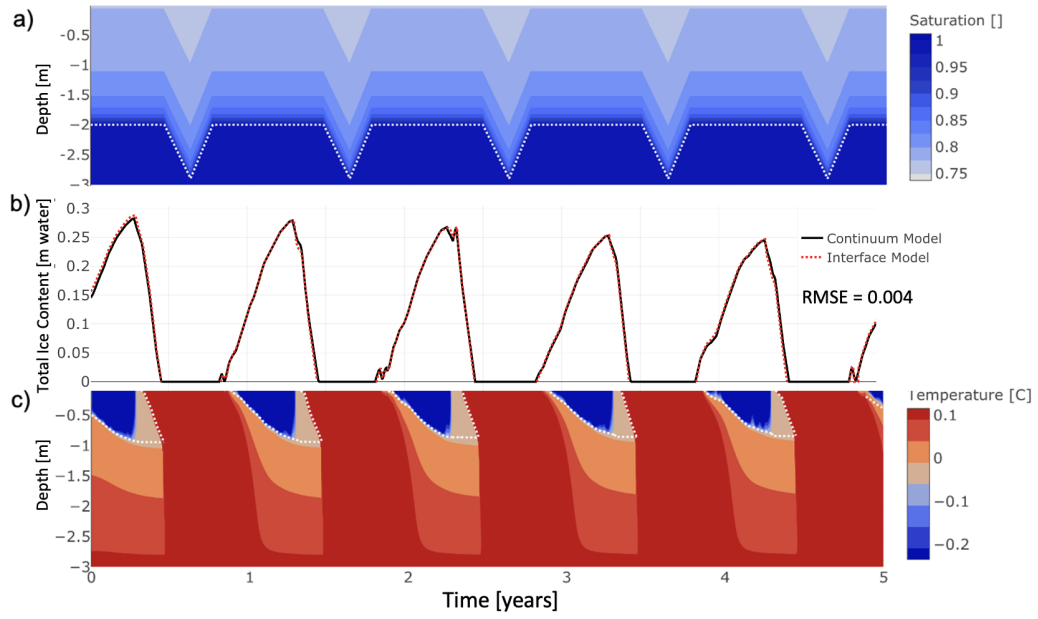 a)
Depth [m]
-0.5
-1
-1.5
-2
-2.5
-3
Saturation []
1
0.95
0.9
0.85
0.8
0.75
b)
Total Ice Content [m water]
0.3
0.25
0.2
0.15
0.1
0.05
0
Continuum Model
Interface Model
RMSE = 0.004
c)
Depth [m]
-0.5
-1
-1.5
-2
-2.5
-3
Temperature [C]
0.1
0
-0.1
-0.2
0 1 2 3 4 5
Time [years]